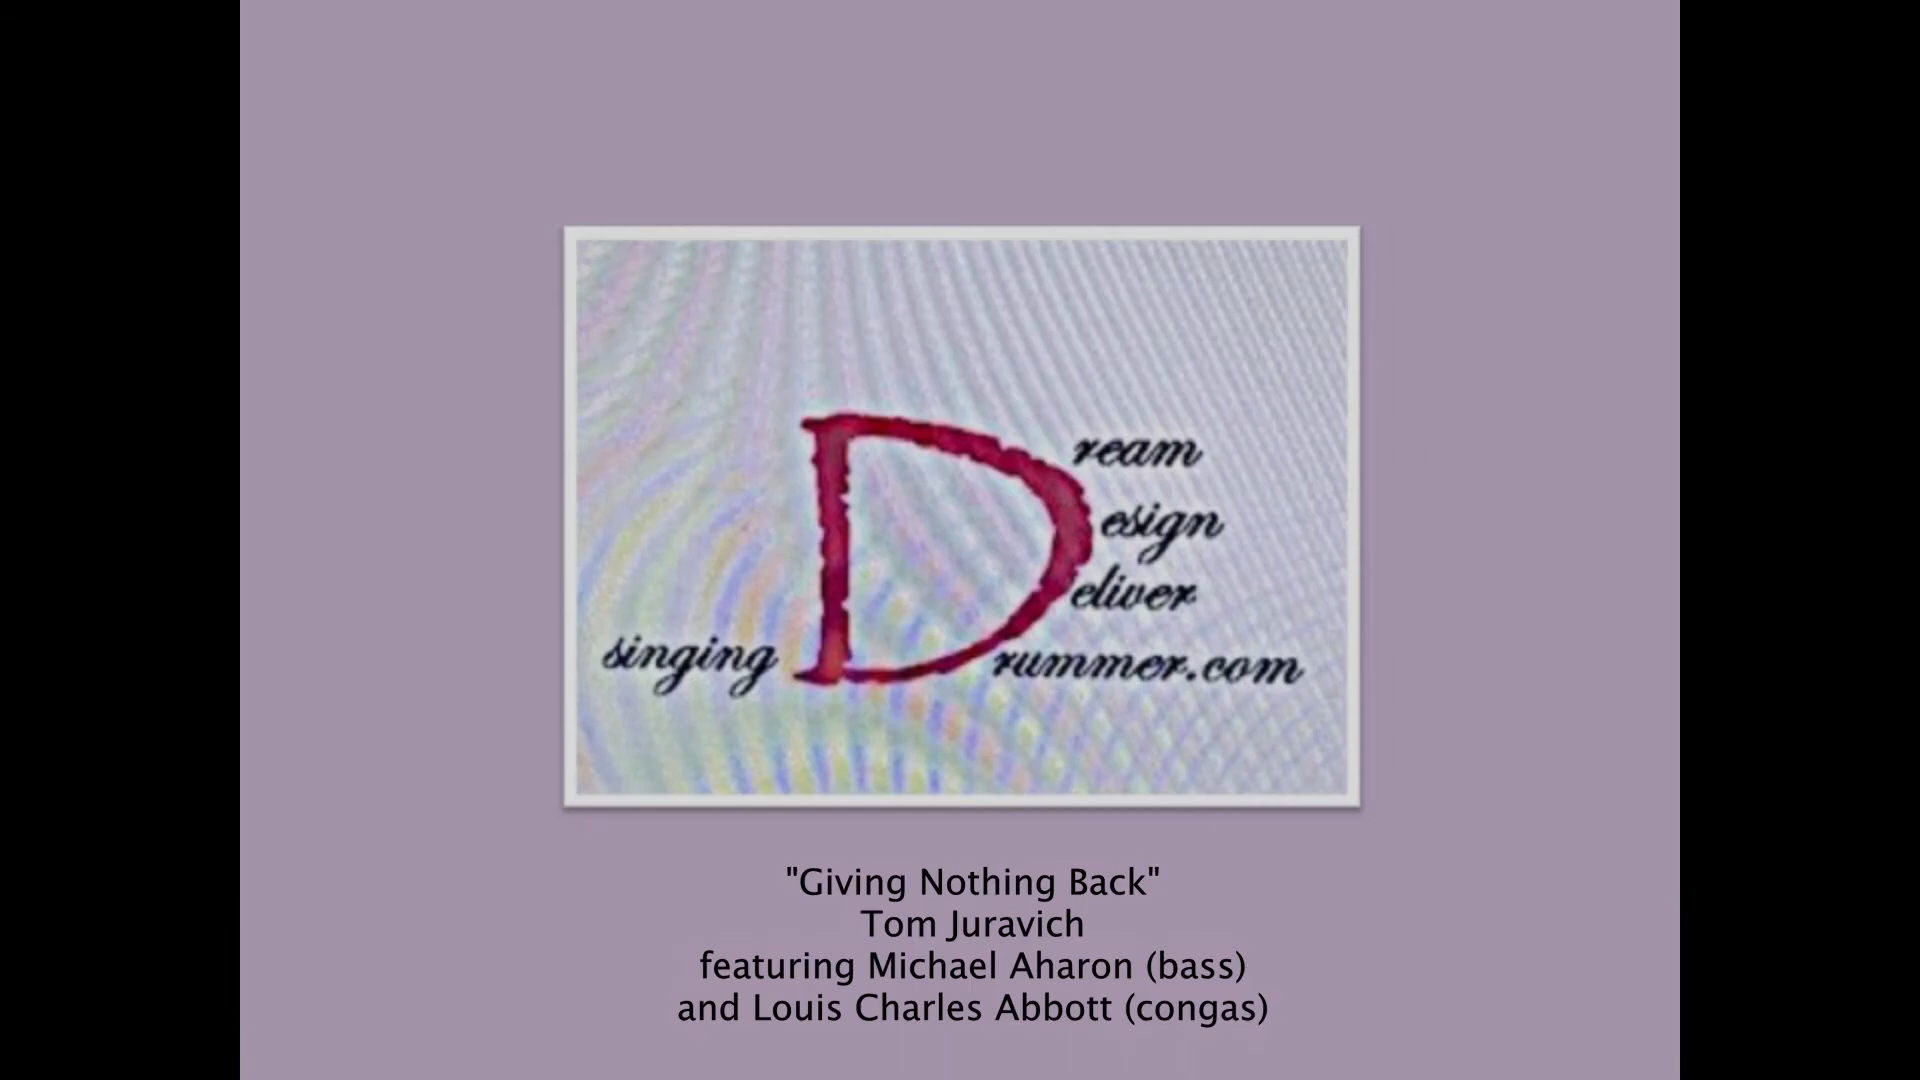 Dream
Design
Deliver
singing Drummer.com
"Giving Nothing Back"
Tom Juravich
featuring Michael Aharon (bass)
and Louis Charles Abbott (congas)